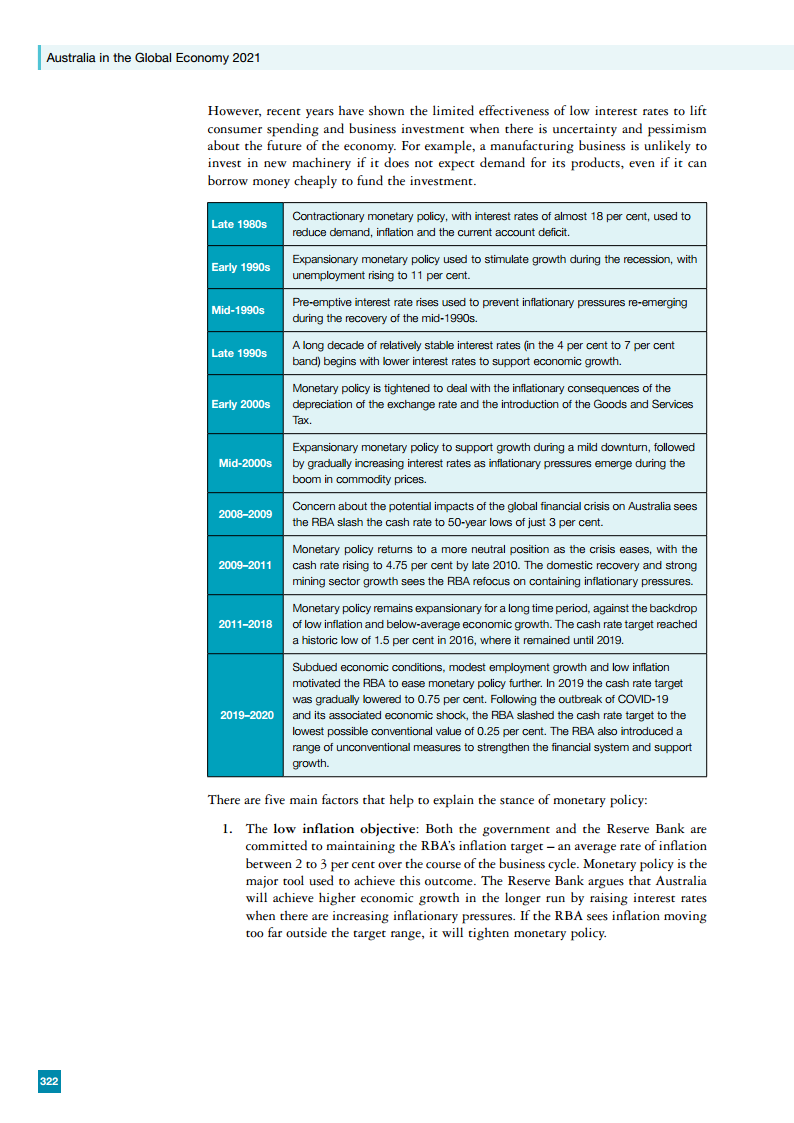 Australia in the Global Economy 2021
However, recent years have shown the limited effectiveness of low interest rates to lift
consumer spending and business investment when there is uncertainty and pessimism
about the future of the economy. For example, a manufacturing business is unlikely to
invest in new machinery if it does not expect demand for its products, even if it can
borrow money cheaply to fund the investment.
Late 1980s
Contractionary monetary policy, with interest rates of almost 18 per cent, used to
reduce demand, inflation and the current account deficit.
Early 1990s
Expansionary monetary policy used to stimulate growth during the recession, with
unemployment rising to 11 per cent.
Mid-1990s
Pre-emptive interest rate rises used to prevent inflationary pressures re-emerging
during the recovery of the mid-1990s.
Late 1990s
A long decade of relatively stable interest rates (in the 4 per cent to 7 per cent
band) begins with lower interest rates to support economic growth.
Early 2000s
Monetary policy is tightened to deal with the inflationary consequences of the
depreciation of the exchange rate and the introduction of the Goods and Services
Tax.
Mid-2000s
Expansionary monetary policy to support growth during a mild downturn, followed
by gradually increasing interest rates as inflationary pressures emerge during the
boom in commodity prices.
2008–2009
Concern about the potential impacts of the global financial crisis on Australia sees
the RBA slash the cash rate to 50-year lows of just 3 per cent.
2009–2011
Monetary policy returns to a more neutral position as the crisis eases, with the
cash rate rising to 4.75 per cent by late 2010. The domestic recovery and strong
mining sector growth sees the RBA refocus on containing inflationary pressures.
2011–2018
Monetary policy remains expansionary for a long time period, against the backdrop
of low inflation and below-average economic growth. The cash rate target reached
a historic low of 1.5 per cent in 2016, where it remained until 2019.
2019–2020
Subdued economic conditions, modest employment growth and low inflation
motivated the RBA to ease monetary policy further. In 2019 the cash rate target
was gradually lowered to 0.75 per cent. Following the outbreak of COVID-19
and its associated economic shock, the RBA slashed the cash rate target to the
lowest possible conventional value of 0.25 per cent. The RBA also introduced a
range of unconventional measures to strengthen the financial system and support
growth.
There are five main factors that help to explain the stance of monetary policy:
1. The low inflation objective: Both the government and the Reserve Bank are
committed to maintaining the RBA's inflation target – an average rate of inflation
between 2 to 3 per cent over the course of the business cycle. Monetary policy is the
major tool used to achieve this outcome. The Reserve Bank argues that Australia
will achieve higher economic growth in the longer run by raising interest rates
when there are increasing inflationary pressures. If the RBA sees inflation moving
too far outside the target range, it will tighten monetary policy.
322